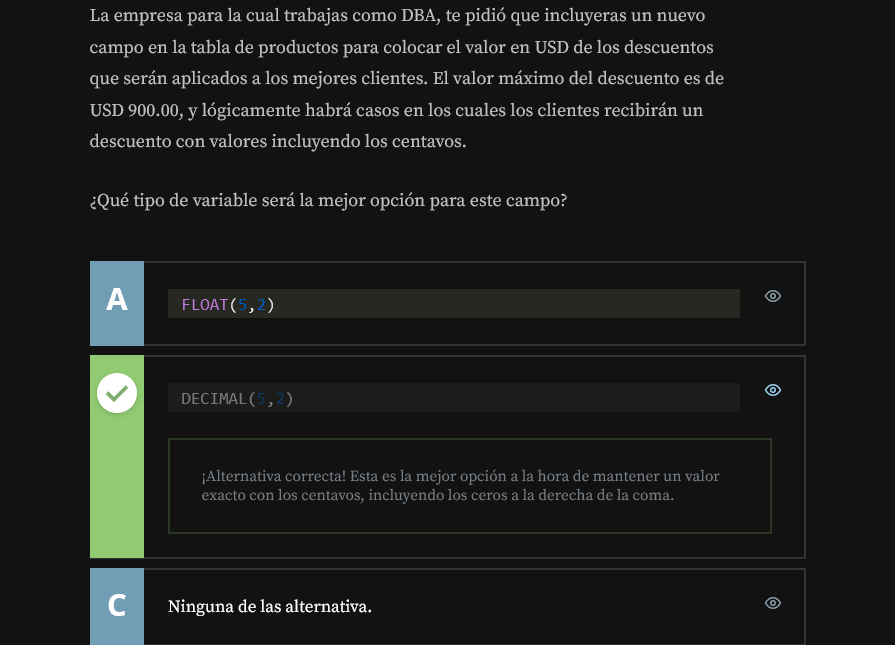 La empresa para la cual trabajas como DBA, te pidió que incluyeras un nuevo
campo en la tabla de productos para colocar el valor en USD de los descuentos
que serán aplicados a los mejores clientes. El valor máximo del descuento es de
USD 900.00, y lógicamente habrá casos en los cuales los clientes recibirán un
descuento con valores incluyendo los centavos.
¿Qué tipo de variable será la mejor opción para este campo?
A
FLOAT(5,2)
DECIMAL(5,2)
¡Alternativa correcta! Esta es la mejor opción a la hora de mantener un valor
exacto con los centavos, incluyendo los ceros a la derecha de la coma.
C
Ninguna de las alternativa.